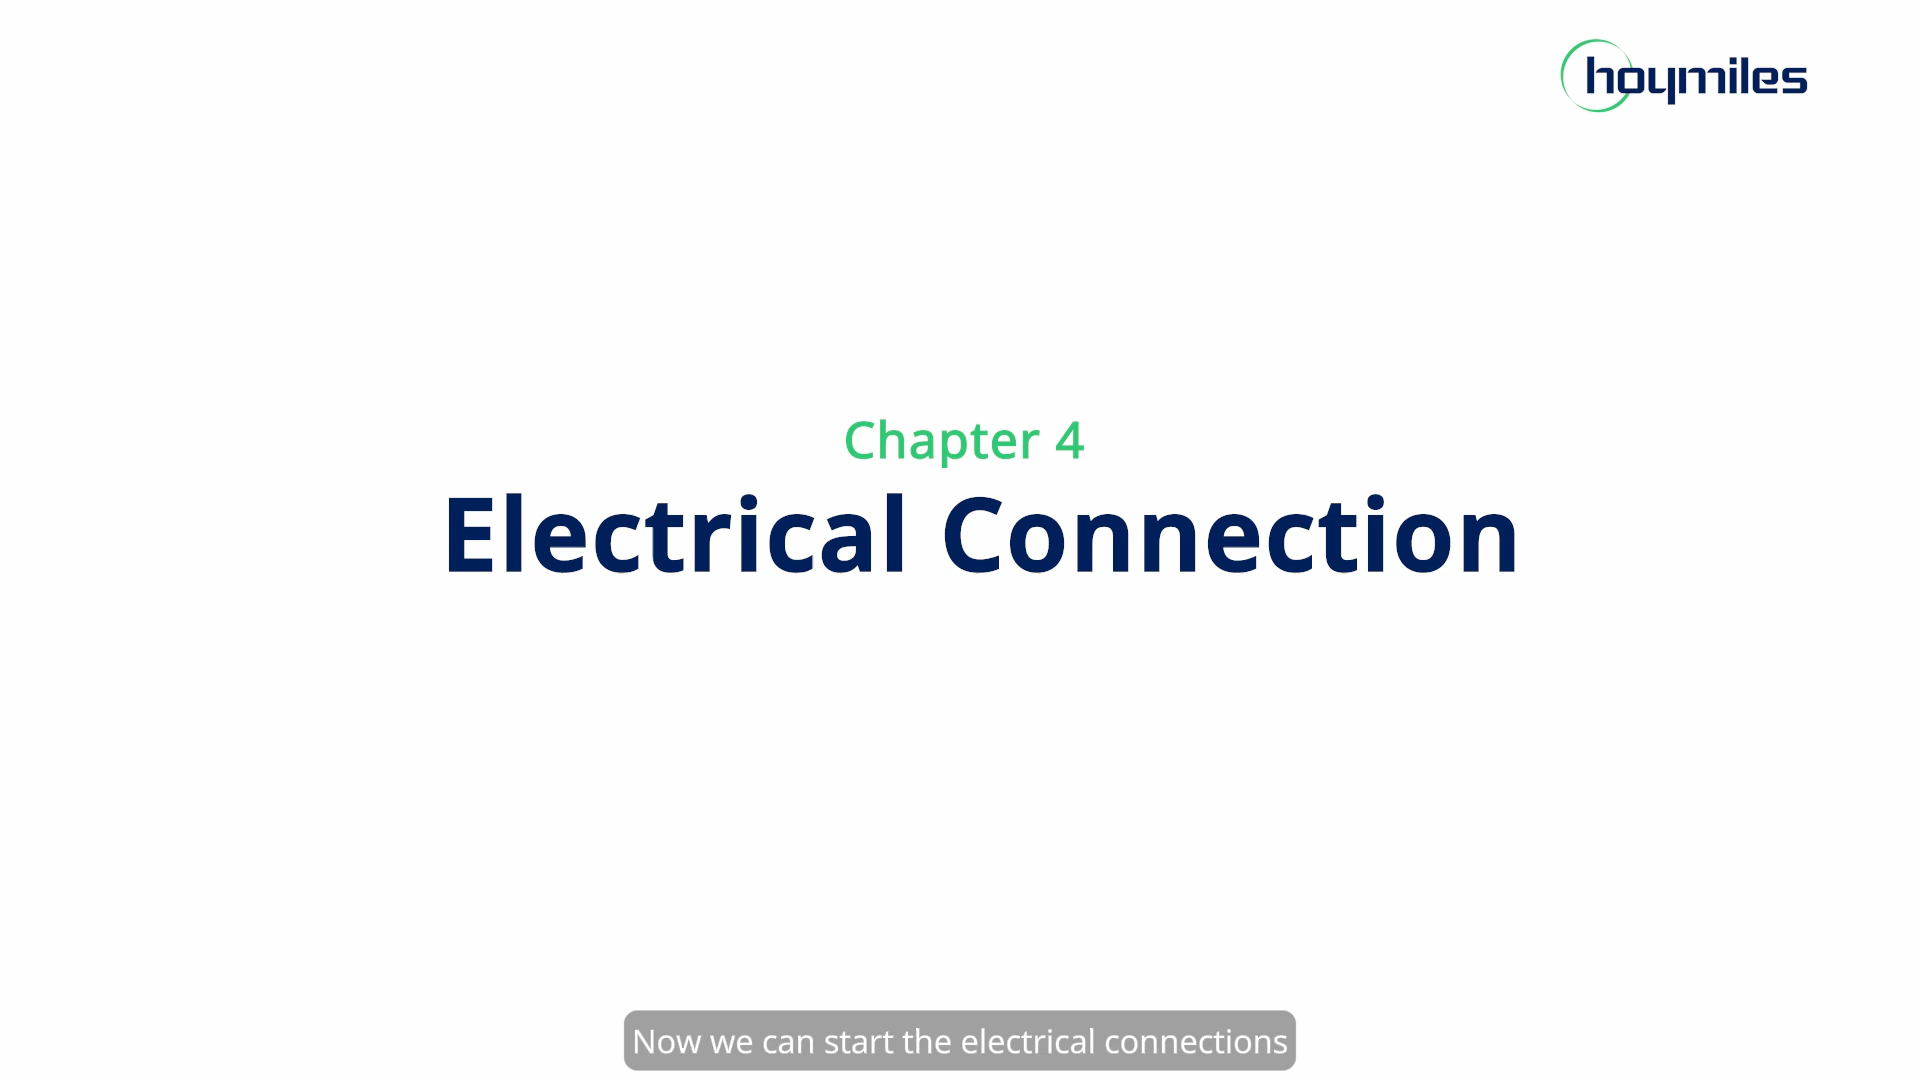 hoymiles
Chapter 4
Electrical Connection
Now we can start the electrical connections